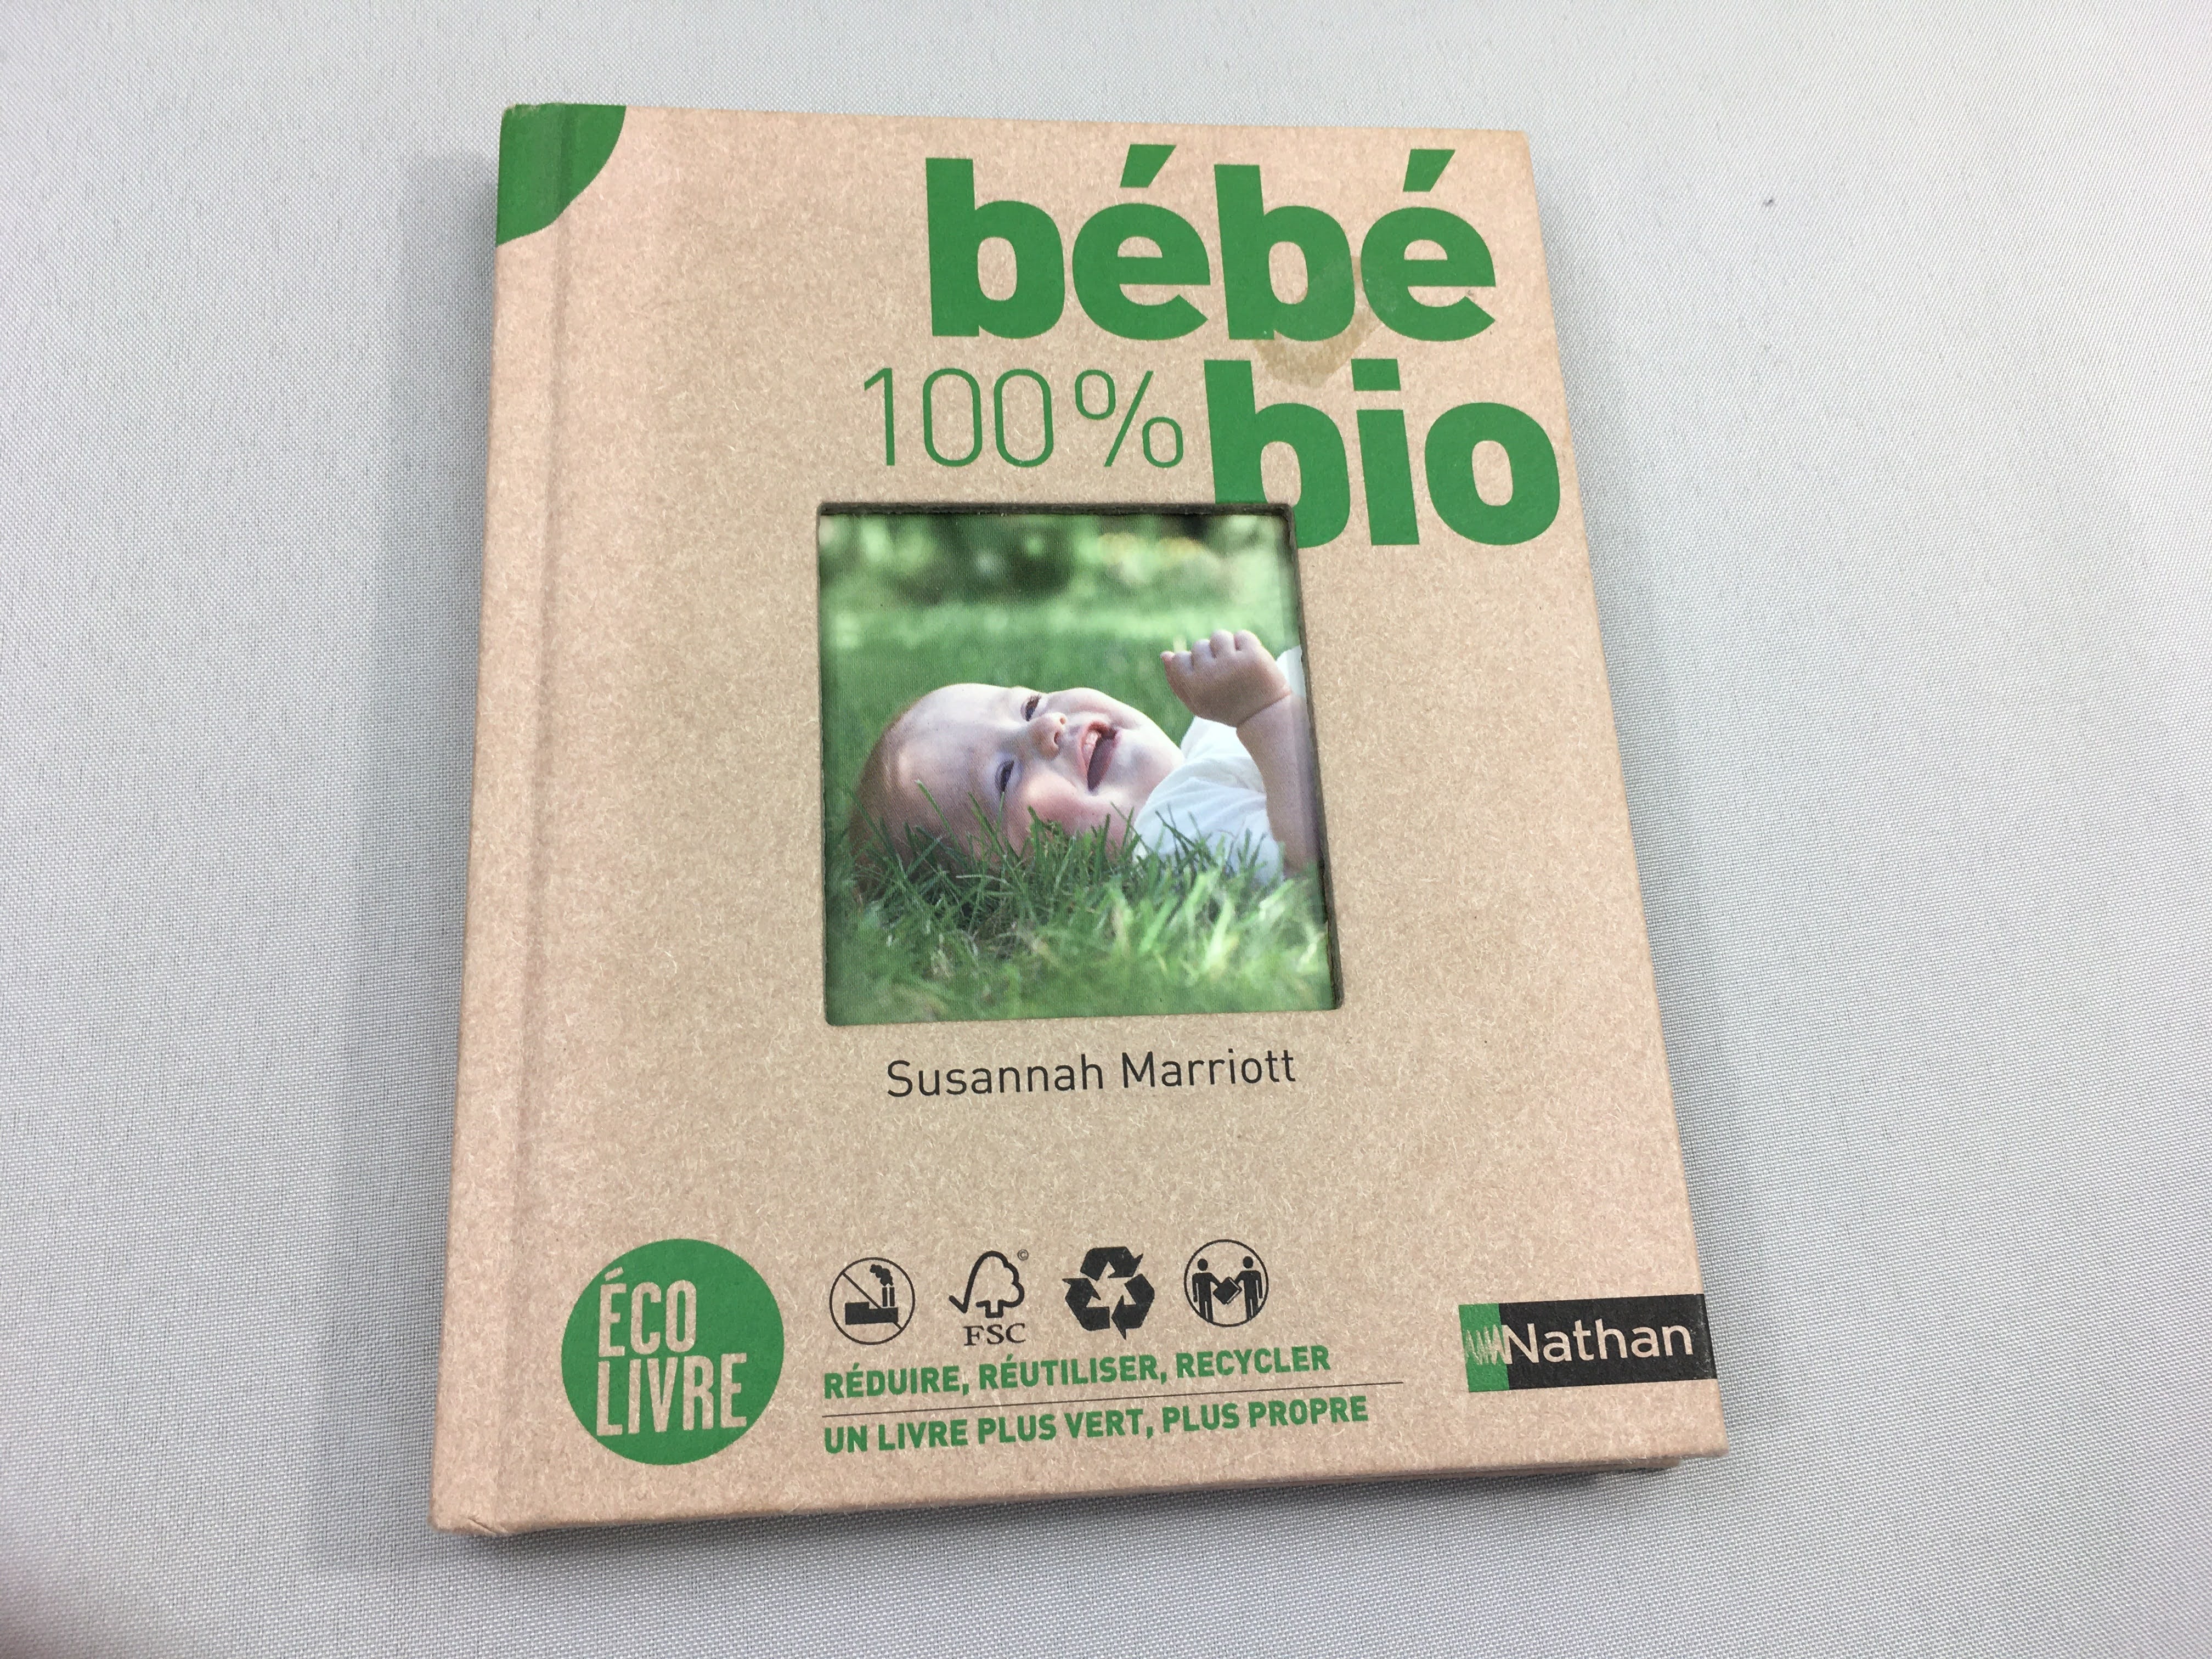 bébé
100% bio
Susannah Marriott
ÉCO
LIVRE
©
FSC
RÉDUIRE, RÉUTILISER, RECYCLER
UN LIVRE PLUS VERT, PLUS PROPRE
Nathan